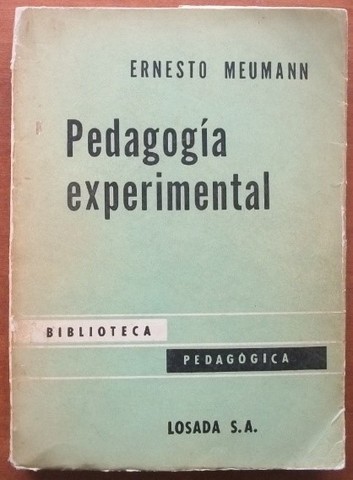 ERNESTO MEUMANN
Pedagogía
experimental
BIBLIOTECA
PEDAGÓGICA
LOSADA S.A.